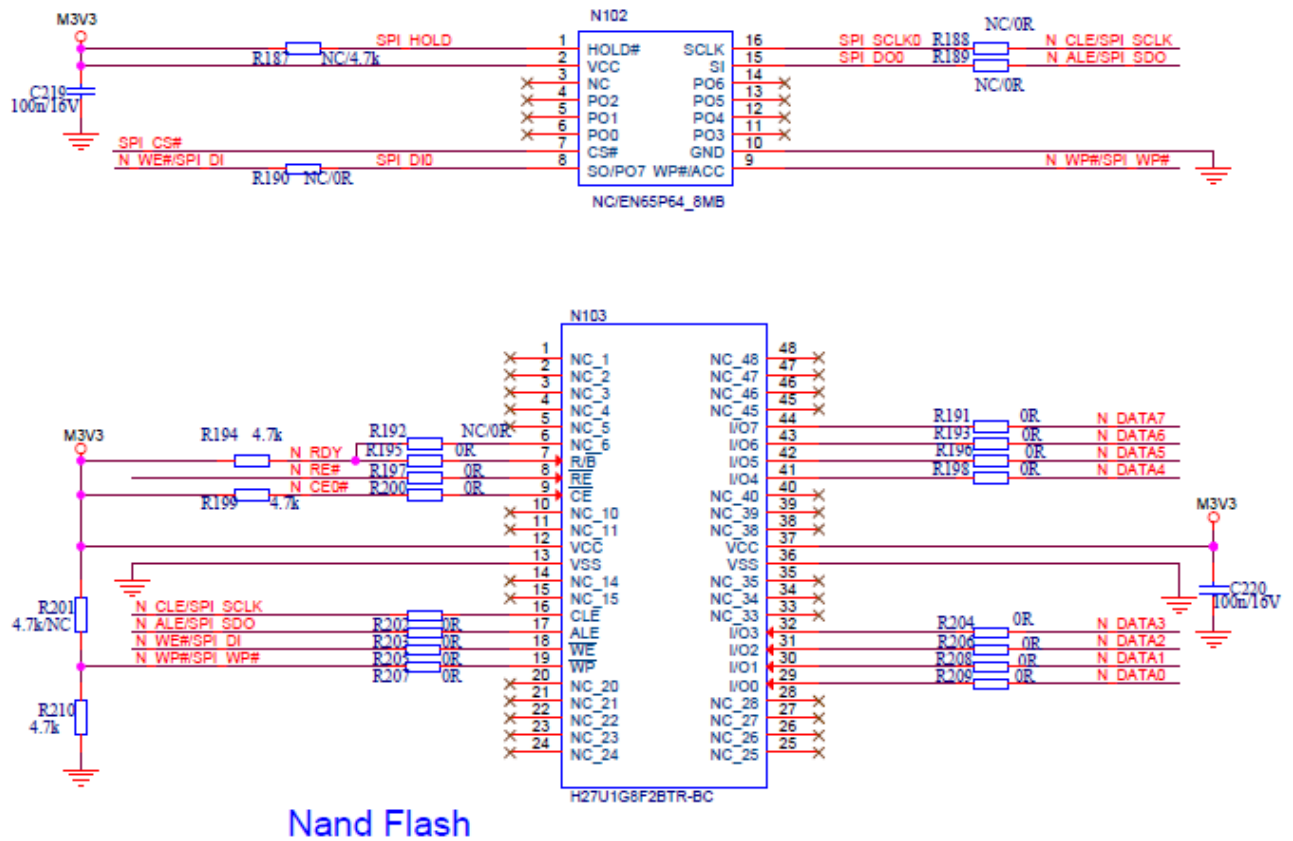 N102
M3V3
NC/0R
SPI_HOLD 1 HOLD# SCLK 16 SPI_SCLK0 R188 N_CLE/SPI_SCLK
R187 NC/4.7k 2 VCC SI 15 SPI_DO0 R189 N_ALE/SPI_SDO
3 NC PO6 14 NC/0R
C219 4 PO2 PO5 13
100n/16V 5 PO1 PO4 12
6 PO0 PO3 11
SPI_CS# 7 CS# GND 10
N_WE#/SPI_DI SPI_DI0 8 SO/PO7 WP#/ACC 9 N_WP#/SPI_WP#
R190 NC/0R
NC/EN65P64_8MB
N103
1 NC_1 NC_48 48
2 NC_2 NC_47 47
3 NC_3 NC_46 46
4 NC_4 NC_45 45
5 NC_5 I/O7 44 R191 0R N_DATA7
R192 NC/0R 6 NC_6 I/O6 43 R193 0R N_DATA6
M3V3 R194 4.7k N_RDY R195 0R 7 R/B I/O5 42 R196 0R N_DATA5
N_RE# R197 0R 8 RE I/O4 41 R198 0R N_DATA4
R199 4.7k N_CE0# R200 0R 9 CE NC_40 40
10 NC_10 NC_39 39
11 NC_11 NC_38 38
M3V3
12 VCC VCC 37
13 VSS VSS 36
14 NC_14 NC_35 35 C220
15 NC_15 NC_34 34 100n/16V
R201 N_CLE/SPI_SCLK 16 CLE NC_33 33
4.7k/NC N_ALE/SPI_SDO R202 0R 17 ALE I/O3 32 R204 0R N_DATA3
N_WE#/SPI_DI R203 0R 18 WE I/O2 31 R206 0R N_DATA2
N_WP#/SPI_WP# R205 0R 19 WP I/O1 30 R208 0R N_DATA1
R207 0R 20 NC_20 I/O0 29 R209 0R N_DATA0
21 NC_21 NC_28 28
R210 22 NC_22 NC_27 27
4.7k 23 NC_23 NC_26 26
24 NC_24 NC_25 25
H27U1G8F2BTR-BC
Nand Flash